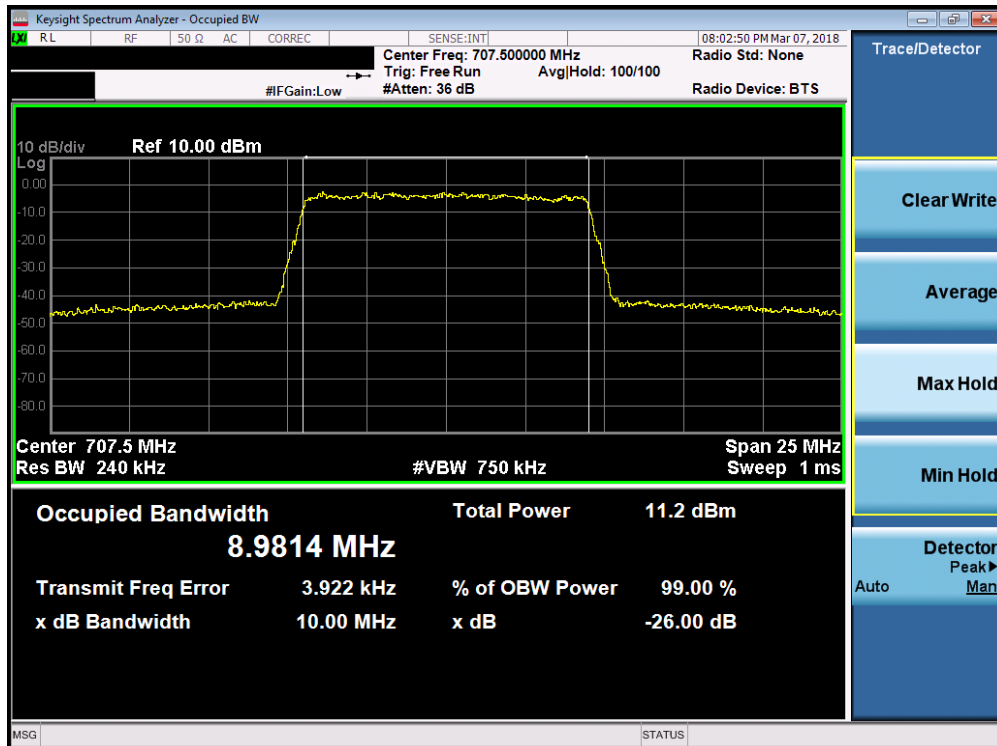 Keysight Spectrum Analyzer - Occupied BW
LXI RL RF 50 Ω AC CORREC SENSE:INT 08:02:50 PM Mar 07, 2018
Center Freq: 707.500000 MHz Radio Std: None
Trig: Free Run Avg|Hold: 100/100
#IFGain:Low #Atten: 36 dB Radio Device: BTS
Trace/Detector
10 dB/div Ref 10.00 dBm
Log
0.00
-10.0
-20.0
-30.0
-40.0
-50.0
-60.0
-70.0
-80.0
Center 707.5 MHz Span 25 MHz
Res BW 240 kHz #VBW 750 kHz Sweep 1 ms
Occupied Bandwidth Total Power 11.2 dBm
8.9814 MHz
Transmit Freq Error 3.922 kHz % of OBW Power 99.00 %
x dB Bandwidth 10.00 MHz x dB -26.00 dB
Clear Write
Average
Max Hold
Min Hold
Detector
Peak▶
Auto Man
MSG STATUS